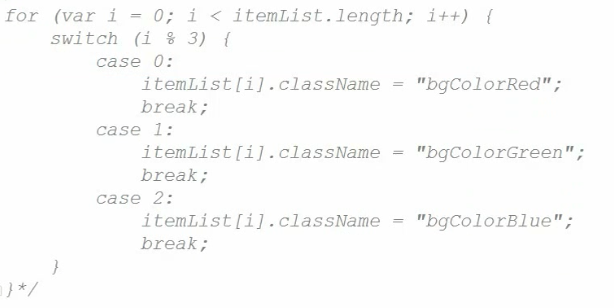 for (var i = 0; i < itemList.length; i++) {
    switch (i % 3) {
        case 0:
            itemList[i].className = "bgColorRed";
            break;
        case 1:
            itemList[i].className = "bgColorGreen";
            break;
        case 2:
            itemList[i].className = "bgColorBlue";
            break;
    }
}*/